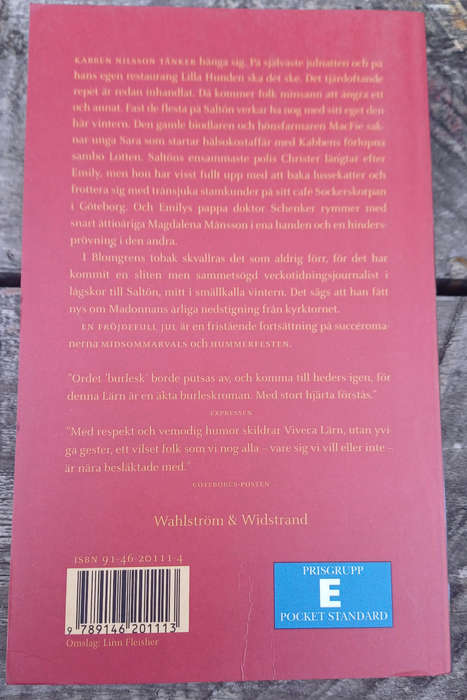 KABBEN NILSSON TÄNKER hänga sig. På självaste julnatten och på
hans egen restaurang Lilla Hunden ska det ske. Det tjärdoftande
repet är redan inhandlat. Då kommer folk minsann att ångra ett
och annat. Fast de flesta på Saltön verkar ha nog med sitt eget den
här vintern. Den gamle biodlaren och hönsfarmaren MacFie sak-
nar unga Sara som startar hälsokostaffär med Kabbens förlupna
sambo Lotten. Saltöns ensammaste polis Christer längtar efter
Emily, men hon har visst fullt upp med att baka lussekatter och
frottera sig med transjuka stamkunder på sitt café Sockerskorpan
i Göteborg. Och Emilys pappa doktor Schenker rymmer med
snart åttioåriga Magdalena Månsson i ena handen och en hinders-
prövning i den andra.
I Blomgrens tobak skvallras det som aldrig förr, för det har
kommit en sliten men sammetsögd veckotidningsjournalist i
lågskor till Saltön, mitt i smällkalla vintern. Det sägs att han fått
nys om Madonnans årliga nedstigning från kyrktornet.
EN FRÖJDEFULL JUL är en fristående fortsättning på succéroma-
nerna MIDSOMMARVALS och HUMMERFESTEN.
"Ordet 'burlesk' borde putsas av, och komma till heders igen, för
denna Lärn är en äkta burleskroman. Med stort hjärta förstås."
EXPRESSEN
"Med respekt och vemodig humor skildrar Viveca Lärn, utan yvi-
ga gester, ett vilset folk som vi nog alla – vare sig vi vill eller inte –
är nära besläktade med."
GÖTEBORGS-POSTEN
Wahlström & Widstrand
ISBN 91-46-20111-4
9 789146 201113
Omslag: Linn Fleisher
PRISGRUPP
E
POCKET STANDARD